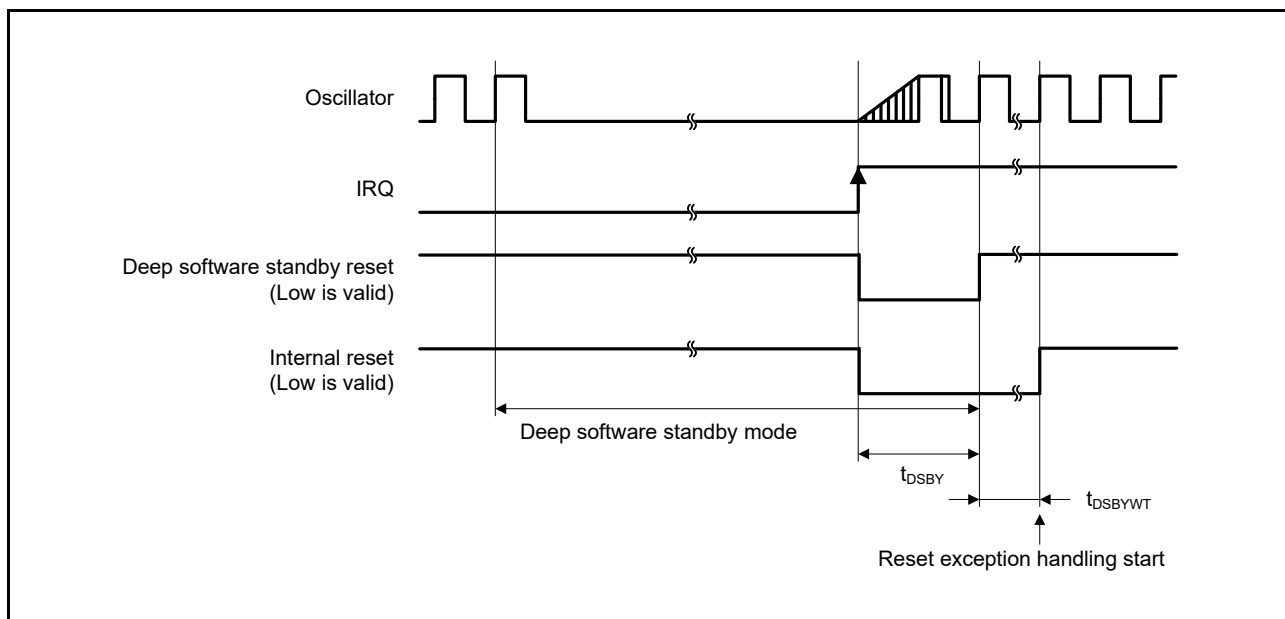 Oscillator
IRQ
Deep software standby reset
(Low is valid)
Internal reset
(Low is valid)
Deep software standby mode
tDSBY
tDSBYWT
Reset exception handling start